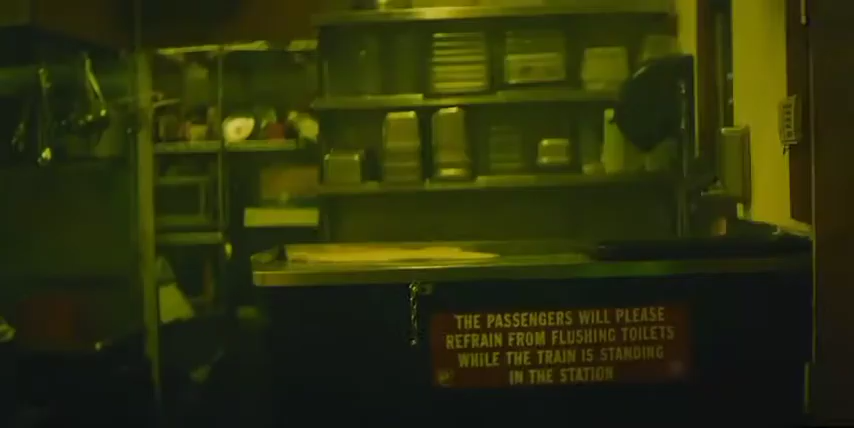 THE PASSENGERS WILL PLEASE
REFRAIN FROM FLUSHING TOILETS
WHILE THE TRAIN IS STANDING
IN THE STATION